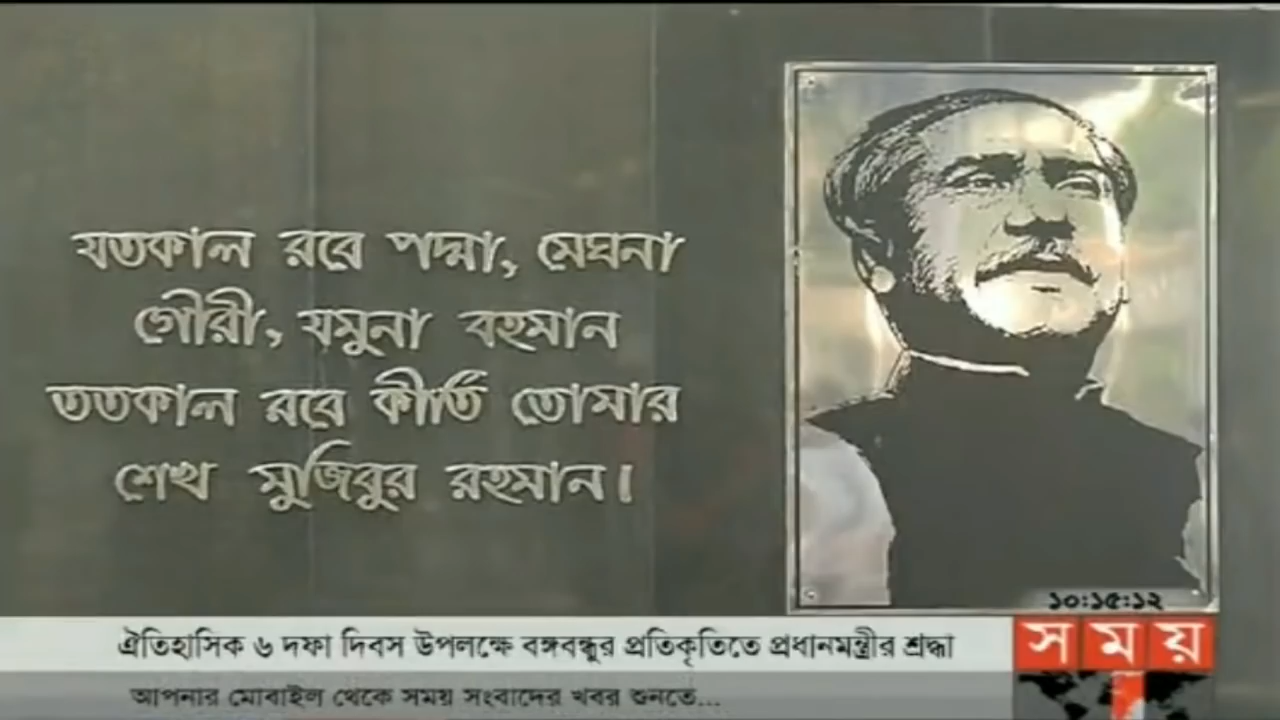 যতকাল রবে পদ্মা, মেঘনা
গৌরী, যমুনা বহমান
ততকাল রবে কীর্তি তোমার
শেখ মুজিবুর রহমান।
১০:১৫:১২
ঐতিহাসিক ৬ দফা দিবস উপলক্ষে বঙ্গবন্ধুর প্রতিকৃতিতে প্রধানমন্ত্রীর শ্রদ্ধা
সময়
আপনার মোবাইল থেকে সময় সংবাদের খবর শুনতে...